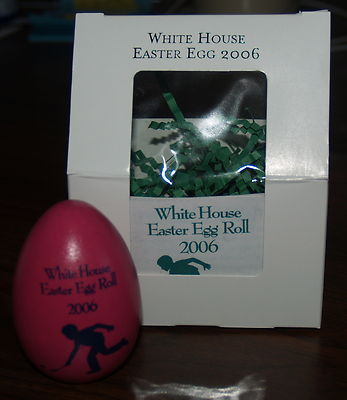 WHITE HOUSE
EASTER EGG 2006
White House
Easter Egg Roll
2006
White House
Easter Egg Roll
2006